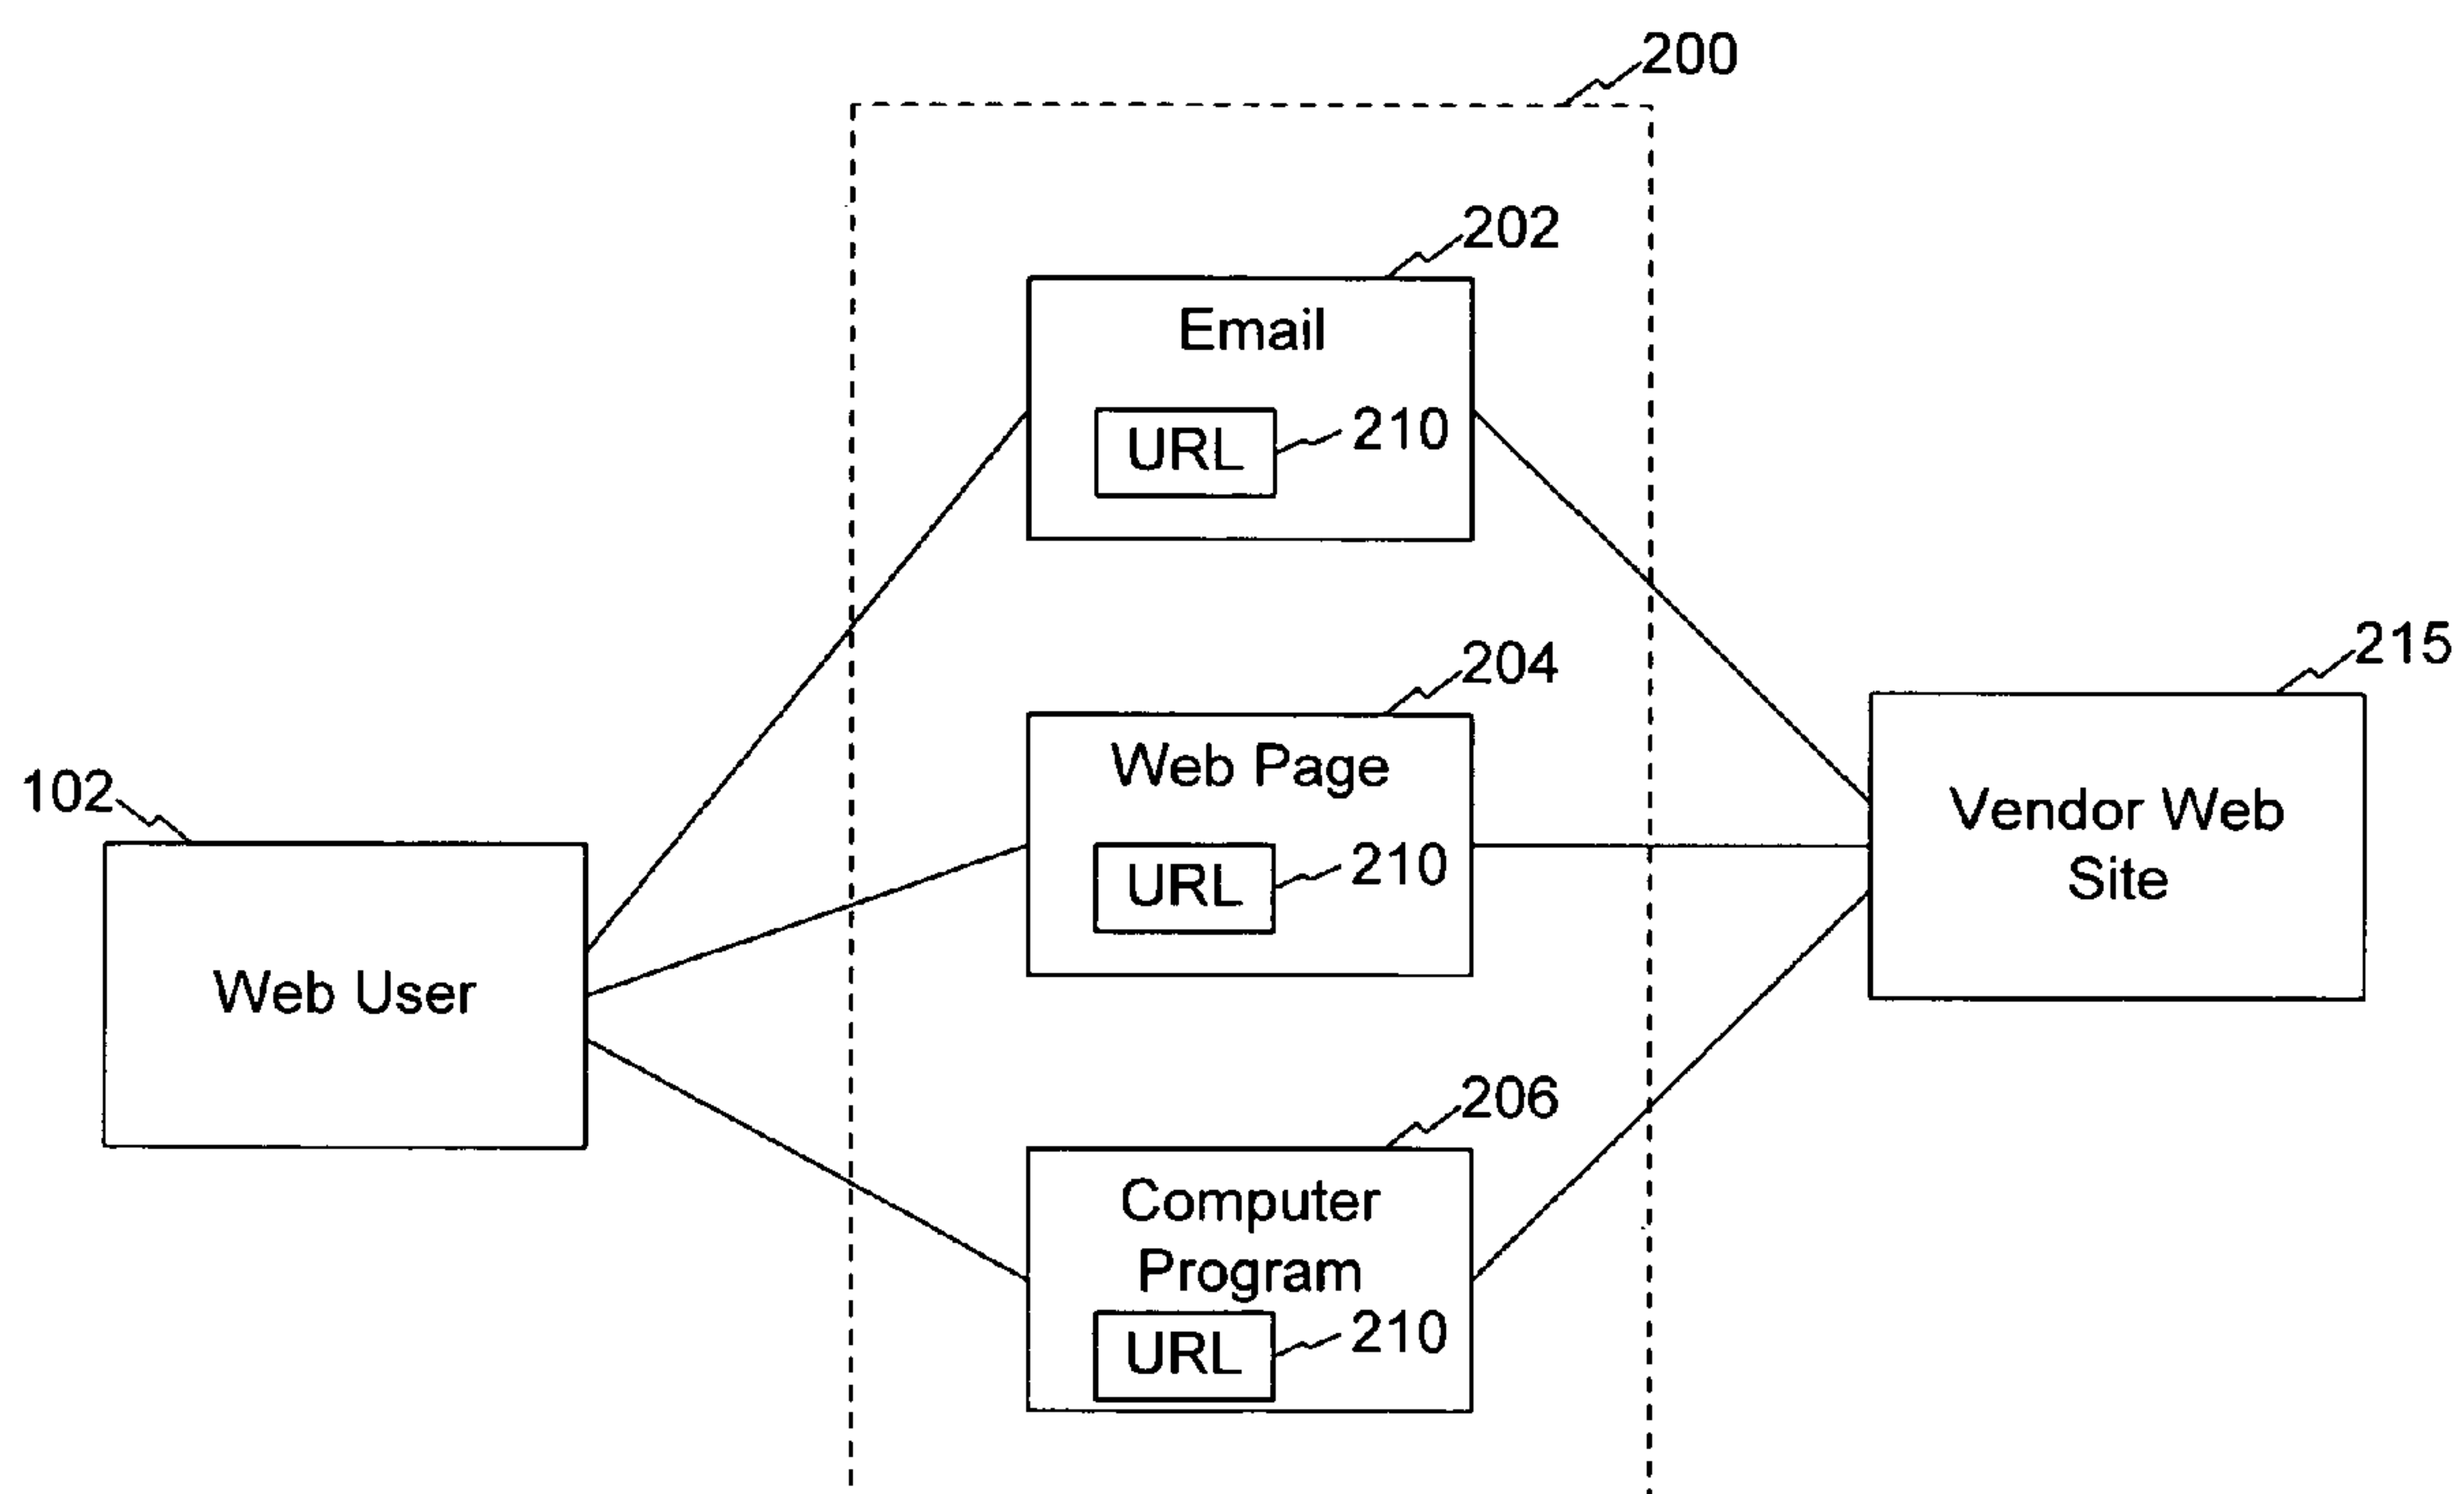 200
202
Email
URL
210
204
215
Web Page
Vendor Web
Site
102
URL
210
Web User
206
Computer
Program
URL
210